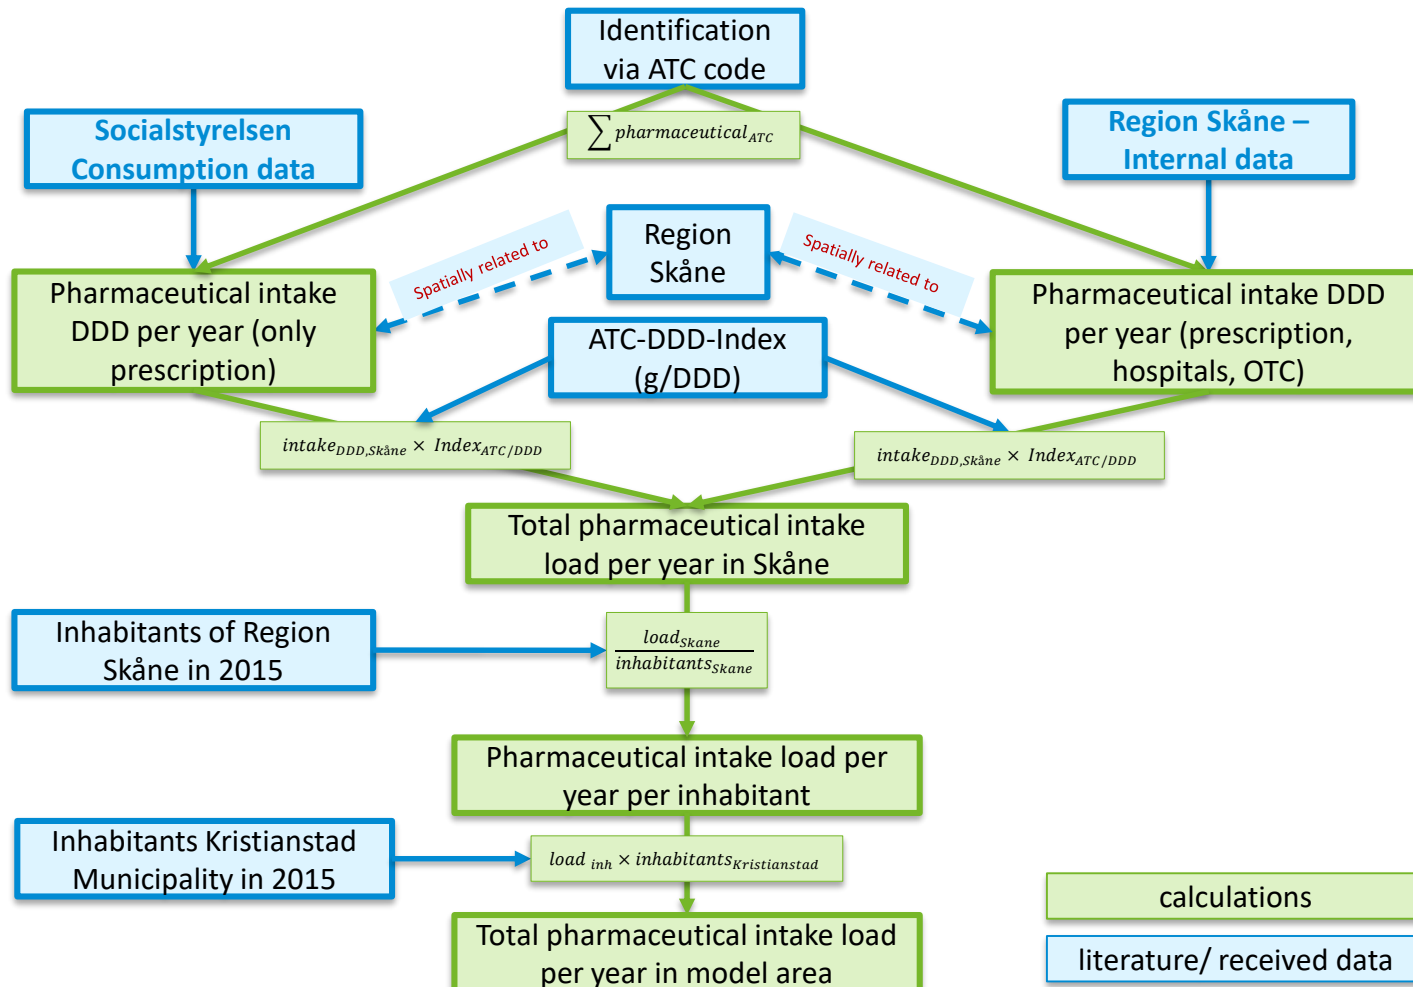 Identification
via ATC code
∑ pharmaceutical_ATC
Socialstyrelsen
Consumption data
Region Skåne –
Internal data
Spatially related to
Region
Skåne
Spatially related to
Pharmaceutical intake
DDD per year (only
prescription)
Pharmaceutical intake DDD
per year (prescription,
hospitals, OTC)
ATC-DDD-Index
(g/DDD)
intake_DDD,Skåne × Index_ATC/DDD
intake_DDD,Skåne × Index_ATC/DDD
Total pharmaceutical intake
load per year in Skåne
Inhabitants of Region
Skåne in 2015
load_Skane
inhabitants_Skane
Pharmaceutical intake load per
year per inhabitant
Inhabitants Kristianstad
Municipality in 2015
load_inh × inhabitants_Kristianstad
Total pharmaceutical intake load
per year in model area
calculations
literature/ received data